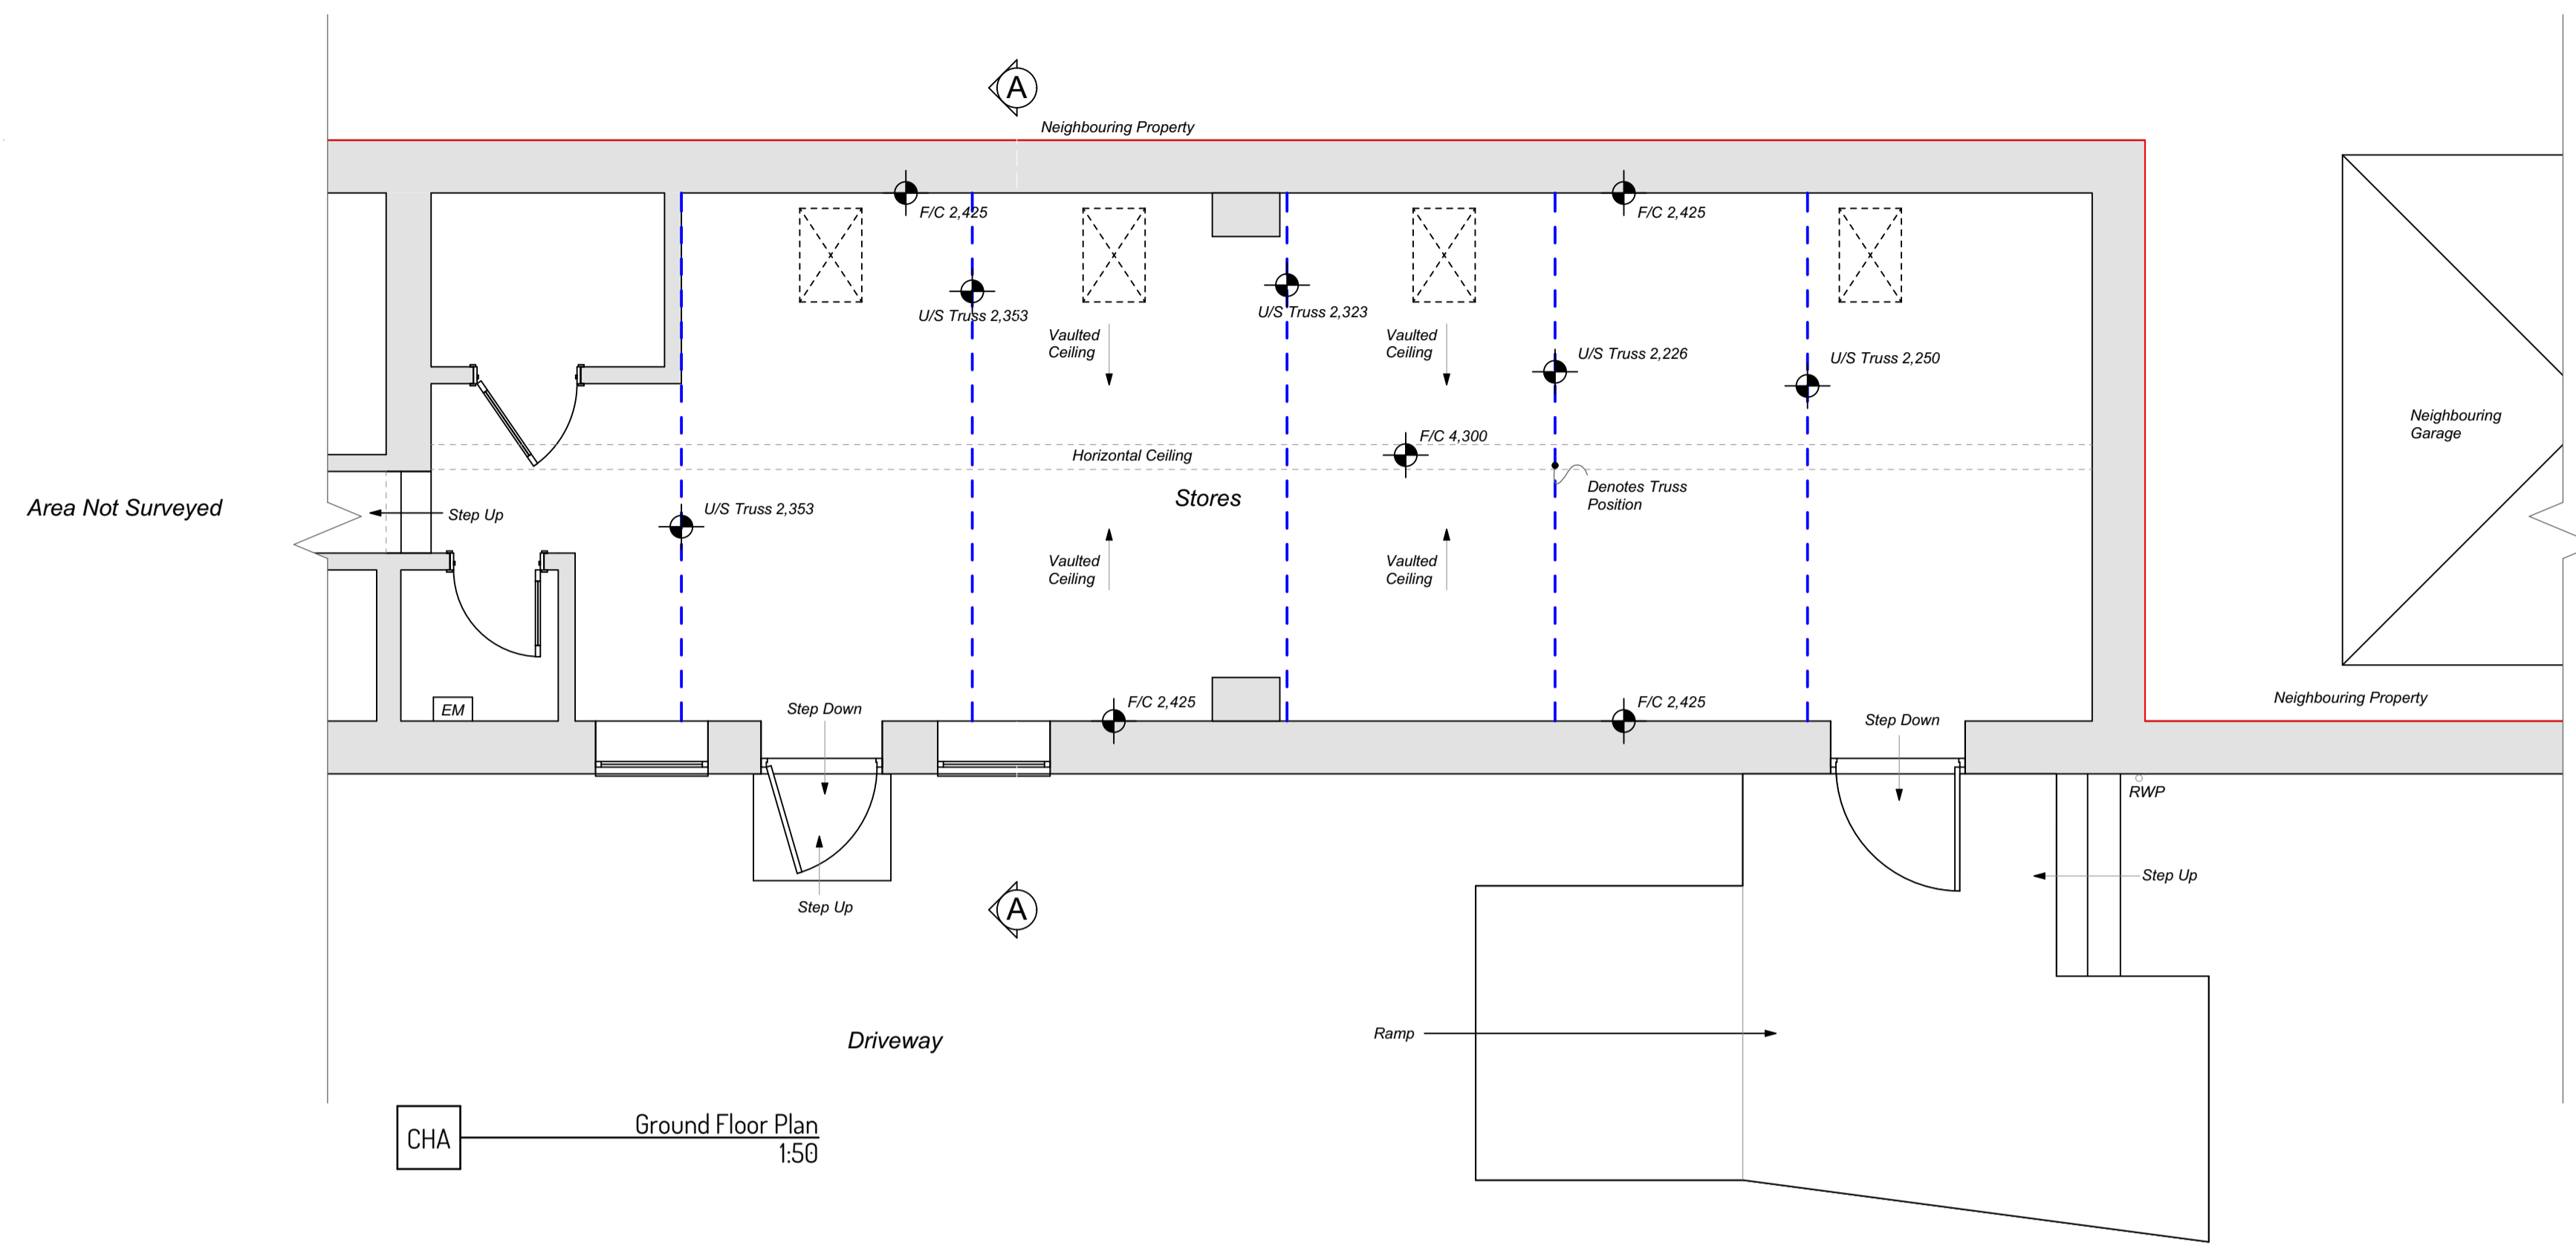 A
Neighbouring Property
F/C 2,425
F/C 2,425
U/S Truss 2,353
U/S Truss 2,323
Vaulted
Ceiling
Vaulted
Ceiling
U/S Truss 2,226
U/S Truss 2,250
Neighbouring
Garage
F/C 4,300
Horizontal Ceiling
Stores
Denotes Truss
Position
Area Not Surveyed
Step Up
U/S Truss 2,353
Vaulted
Ceiling
Vaulted
Ceiling
EM
Step Down
F/C 2,425
F/C 2,425
Step Down
Neighbouring Property
RWP
Step Up
Step Up
A
Ramp
Driveway
CHA
Ground Floor Plan
1:50